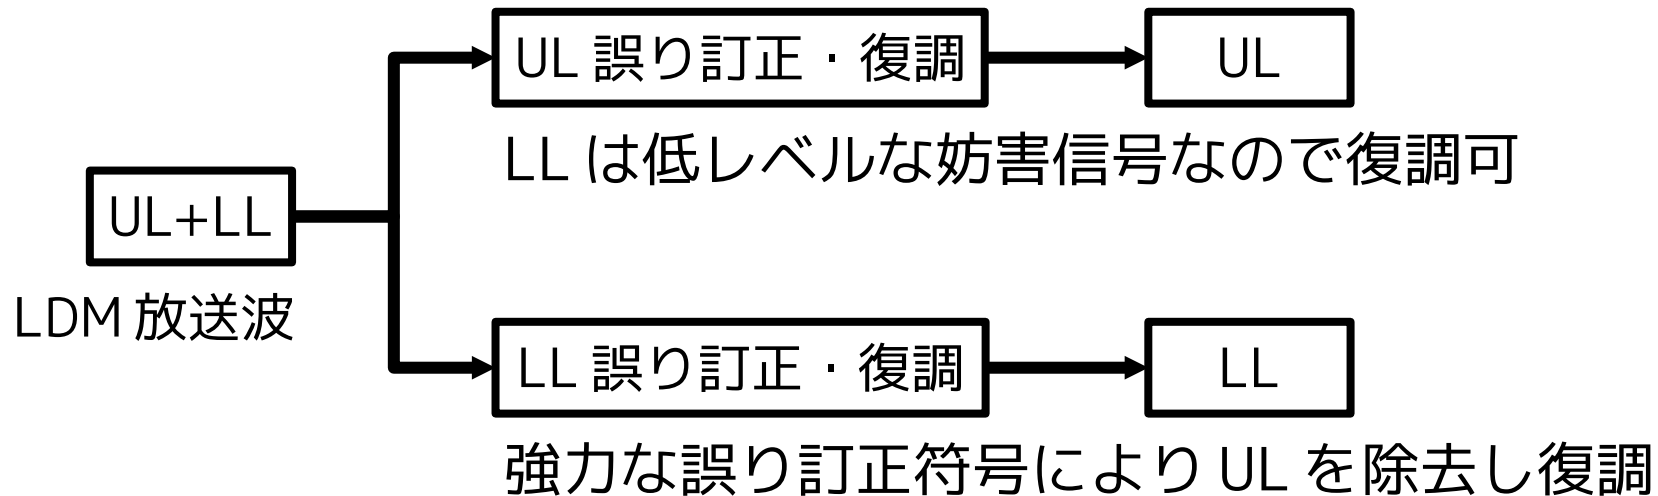 UL 誤り訂正・復調
UL
LL は低レベルな妨害信号なので復調可
UL+LL
LDM 放送波
LL 誤り訂正・復調
LL
強力な誤り訂正符号により UL を除去し復調